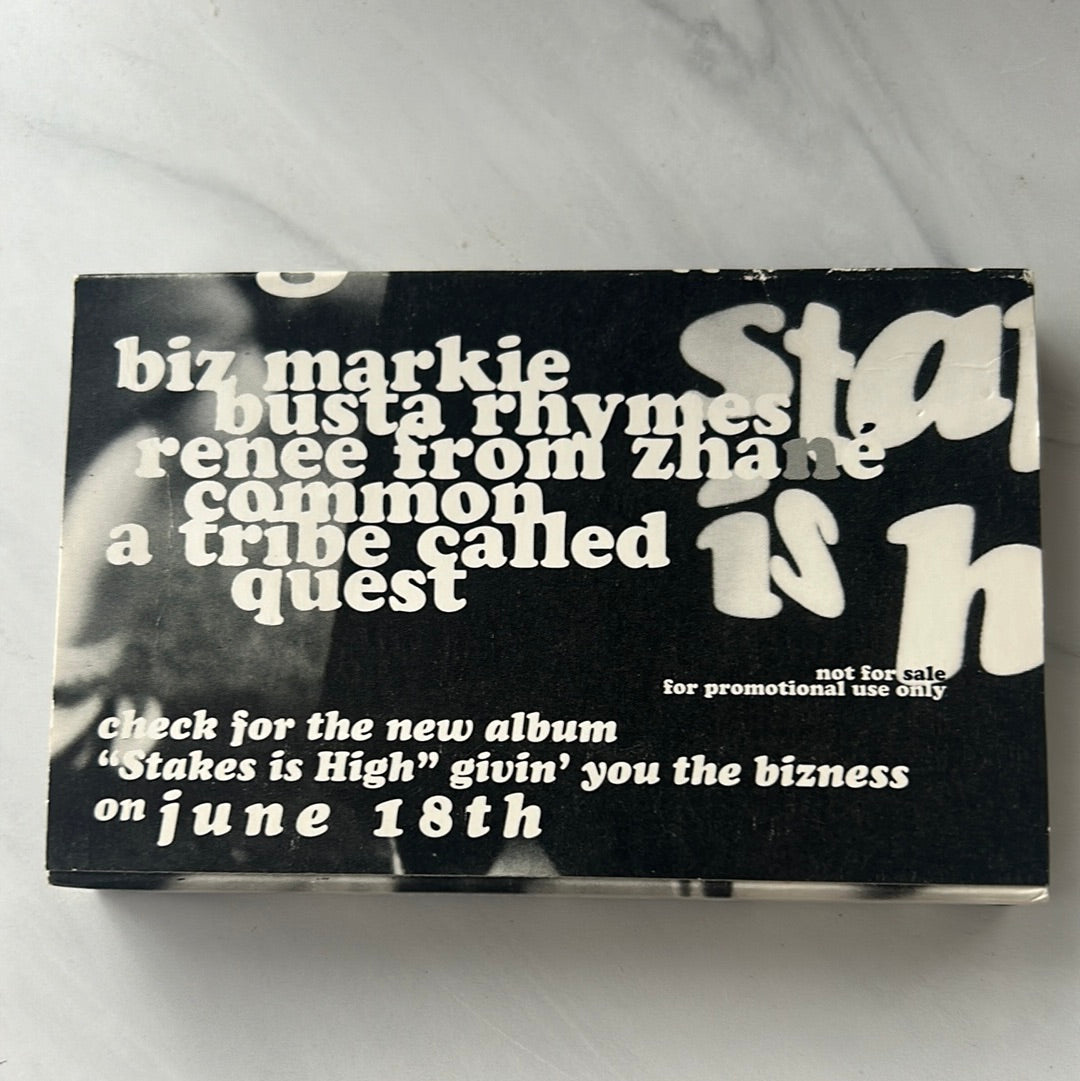 biz markie
busta rhymes
renee from zhané
common
a tribe called
quest
sta
is h
not for sale
for promotional use only
check for the new album
“Stakes is High” givin’ you the bizness
on june 18th